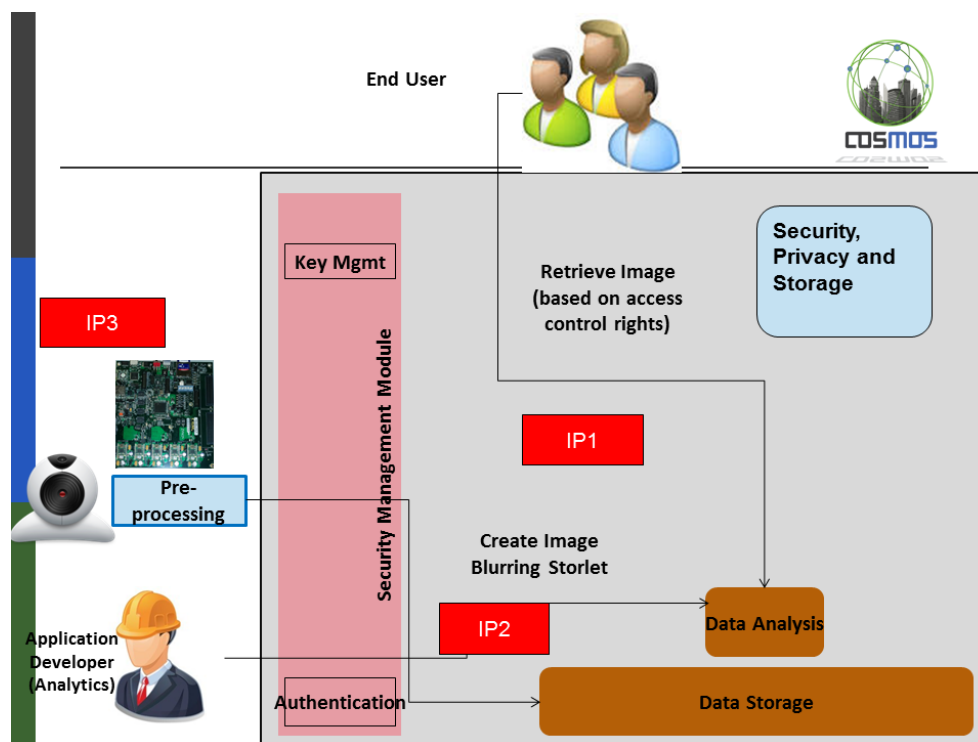 End User
COSMOS
Key Mgmt
Retrieve Image
(based on access
control rights)
Security,
Privacy and
Storage
IP3
Security Management Module
IP1
Pre-
processing
Create Image
Blurring Storlet
IP2
Data Analysis
Application
Developer
(Analytics)
Authentication
Data Storage